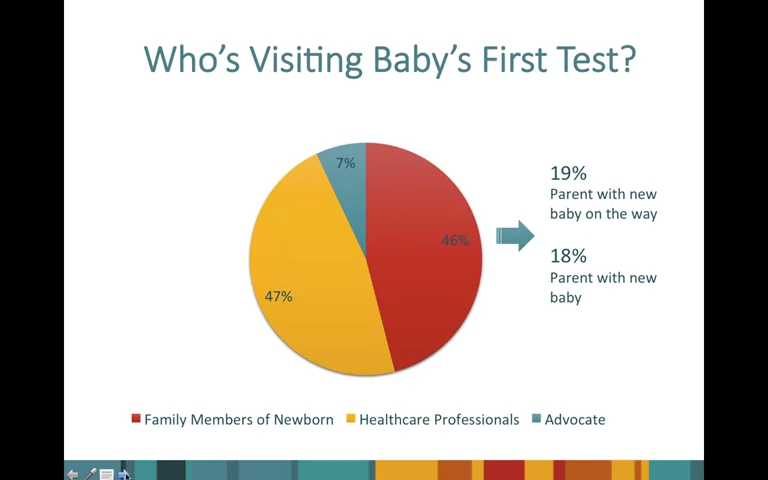 Who's Visiting Baby's First Test?
7%
19%
Parent with new
baby on the way
46%
18%
Parent with new
baby
47%
Family Members of Newborn Healthcare Professionals Advocate